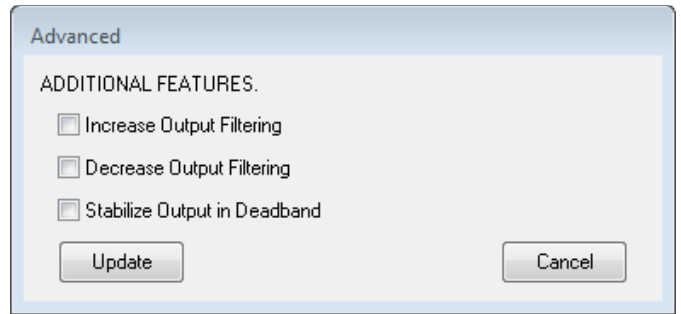 Advanced
ADDITIONAL FEATURES.
Increase Output Filtering
Decrease Output Filtering
Stabilize Output in Deadband
Update Cancel